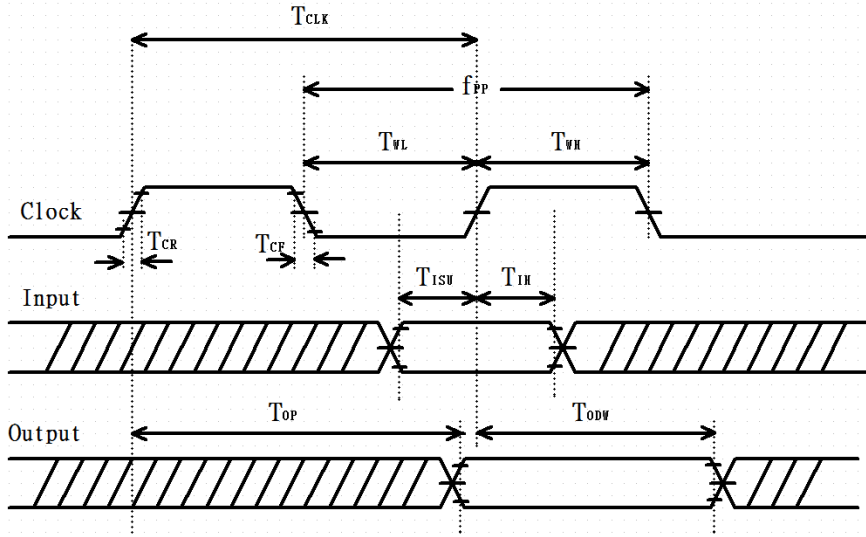 TCLK
fPP
TWL TWH
Clock
TCR TCF
TISU TIH
Input
TOP TODW
Output